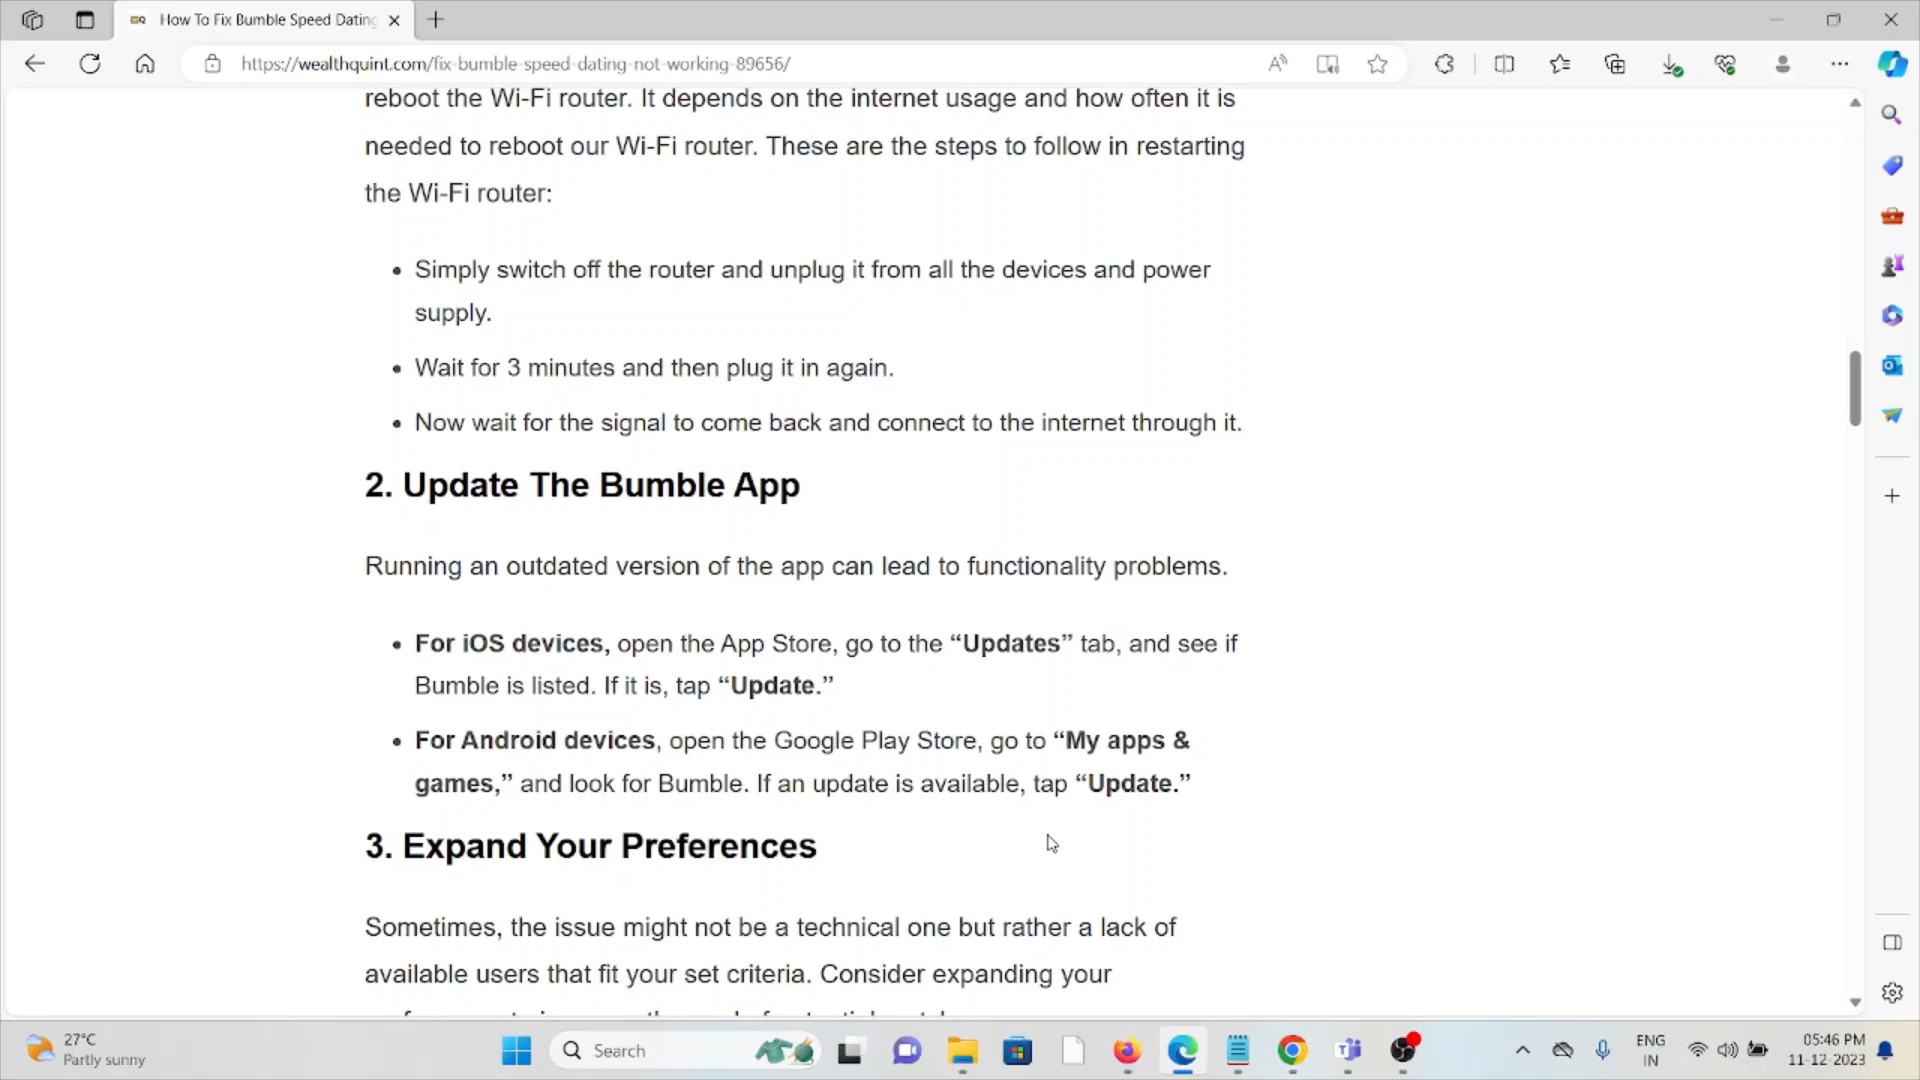 How To Fix Bumble Speed Dating
https://wealthquint.com/fix-bumble-speed-dating-not-working-89656/
reboot the Wi-Fi router. It depends on the internet usage and how often it is
needed to reboot our Wi-Fi router. These are the steps to follow in restarting
the Wi-Fi router:
• Simply switch off the router and unplug it from all the devices and power
supply.
• Wait for 3 minutes and then plug it in again.
• Now wait for the signal to come back and connect to the internet through it.
2. Update The Bumble App
Running an outdated version of the app can lead to functionality problems.
• For iOS devices, open the App Store, go to the “Updates” tab, and see if
Bumble is listed. If it is, tap “Update.”
• For Android devices, open the Google Play Store, go to “My apps &
games,” and look for Bumble. If an update is available, tap “Update.”
3. Expand Your Preferences
Sometimes, the issue might not be a technical one but rather a lack of
available users that fit your set criteria. Consider expanding your
27°C
Partly sunny
Search
ENG
IN
05:46 PM
11-12-2023